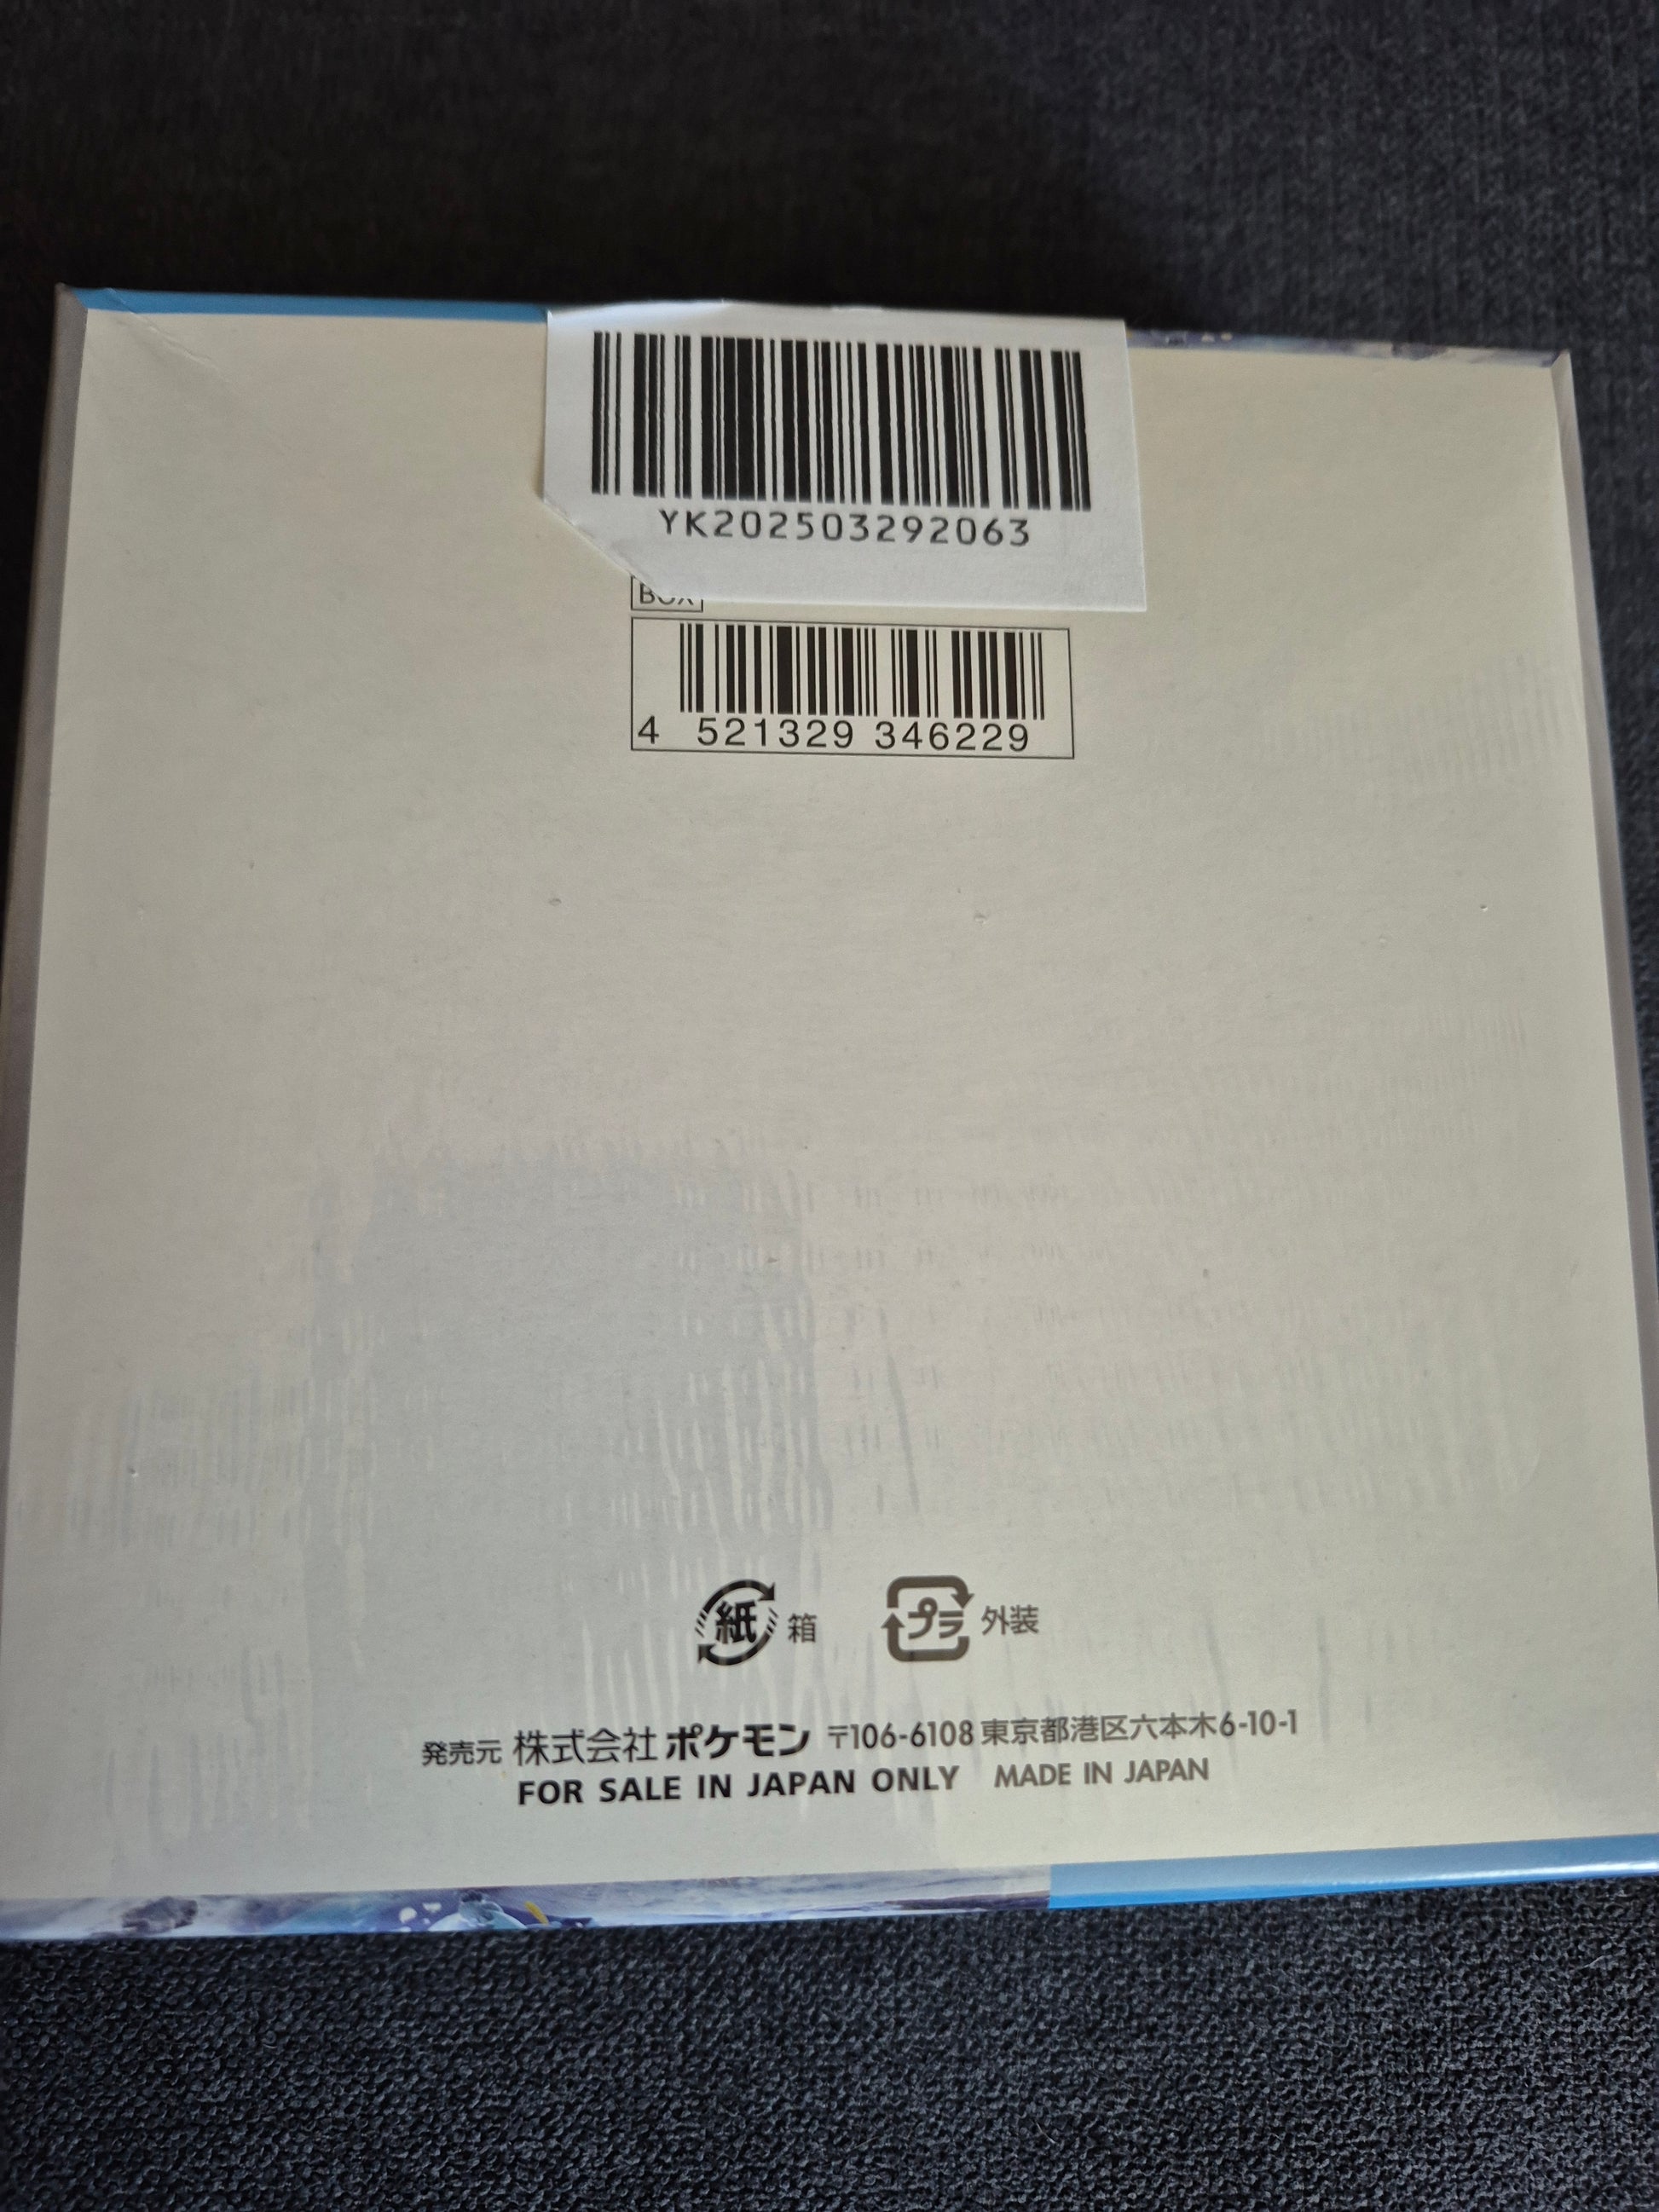 YK202503292063
BOX
4 521329 346229
紙 箱 プラ 外装
発売元 株式会社 ポケモン 〒106-6108 東京都港区六本木6-10-1
FOR SALE IN JAPAN ONLY MADE IN JAPAN